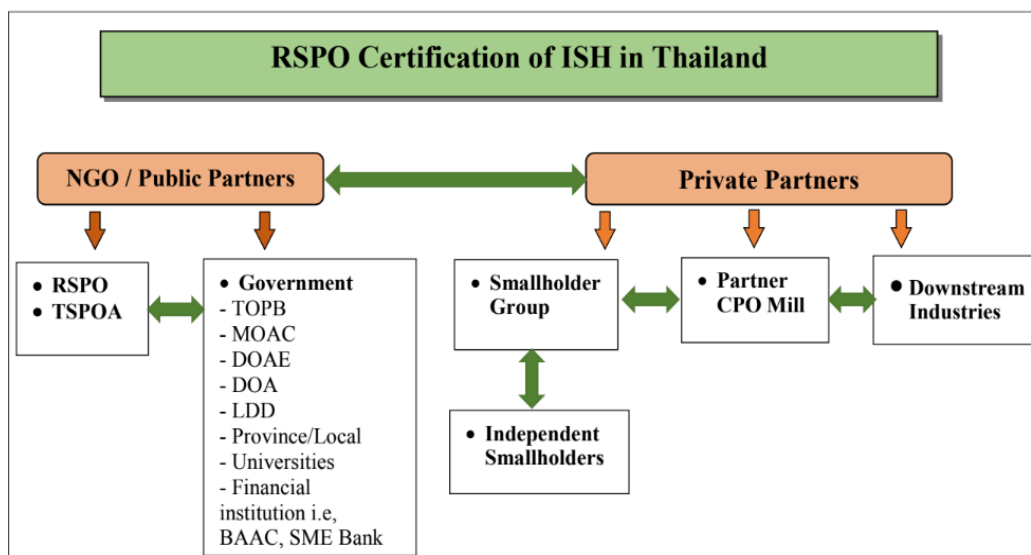 RSPO Certification of ISH in Thailand
NGO / Public Partners
Private Partners
• RSPO
• TSPOA
• Government
- TOPB
- MOAC
- DOAE
- DOA
- LDD
- Province/Local
- Universities
- Financial
institution i.e,
BAAC, SME Bank
• Smallholder
Group
• Partner
CPO Mill
• Downstream
Industries
• Independent
Smallholders